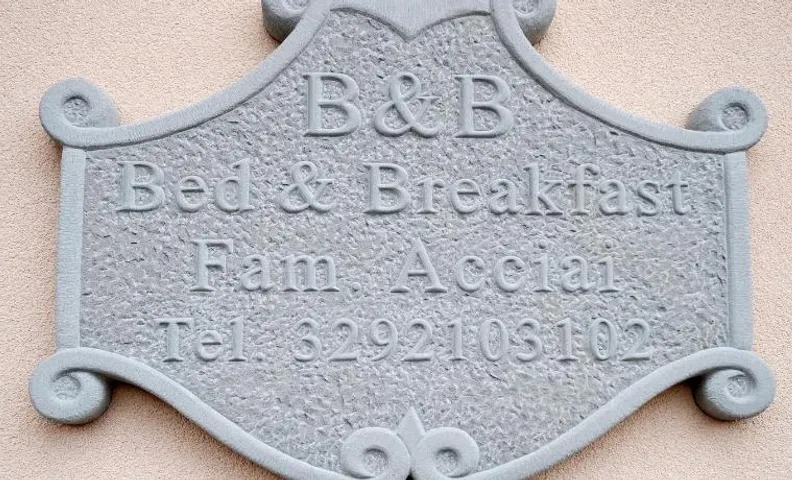 B&B
Bed & Breakfast
Fam. Acciai
Tel. 3292103102